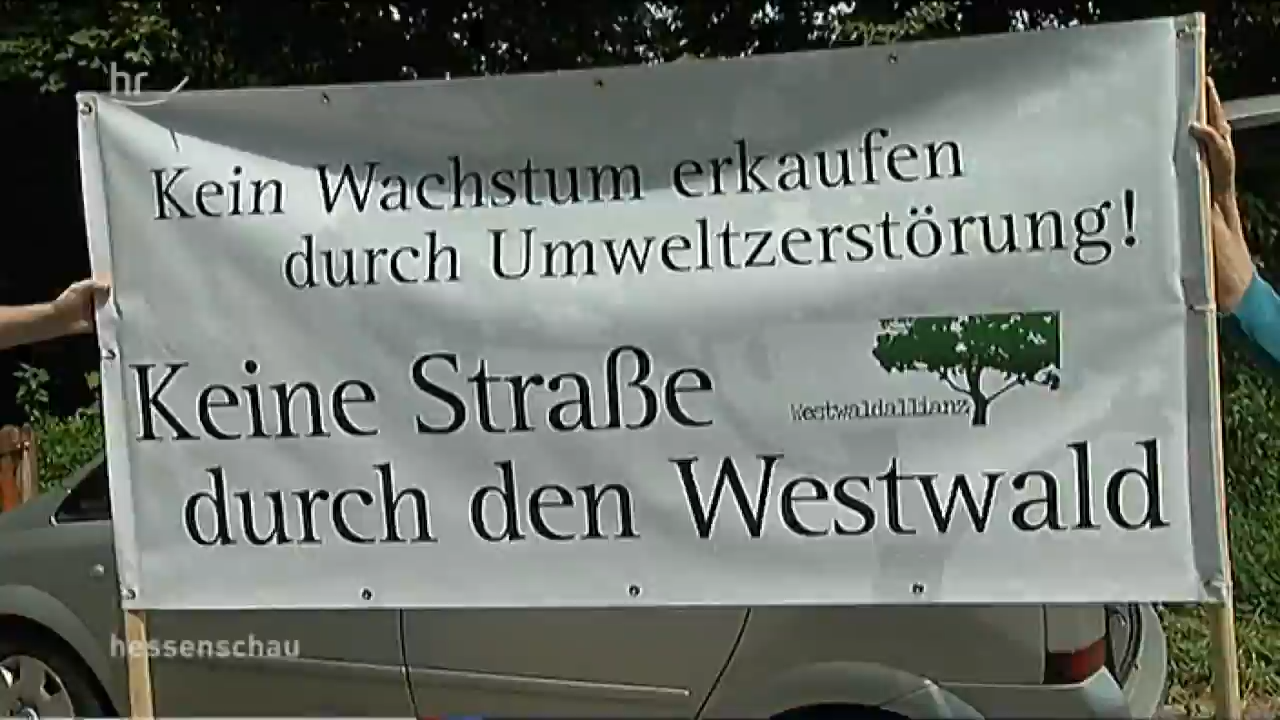 hr
Kein Wachstum erkaufen
durch Umweltzerstörung!
Keine Straße
Westwaldallianz
durch den Westwald
hessenschau